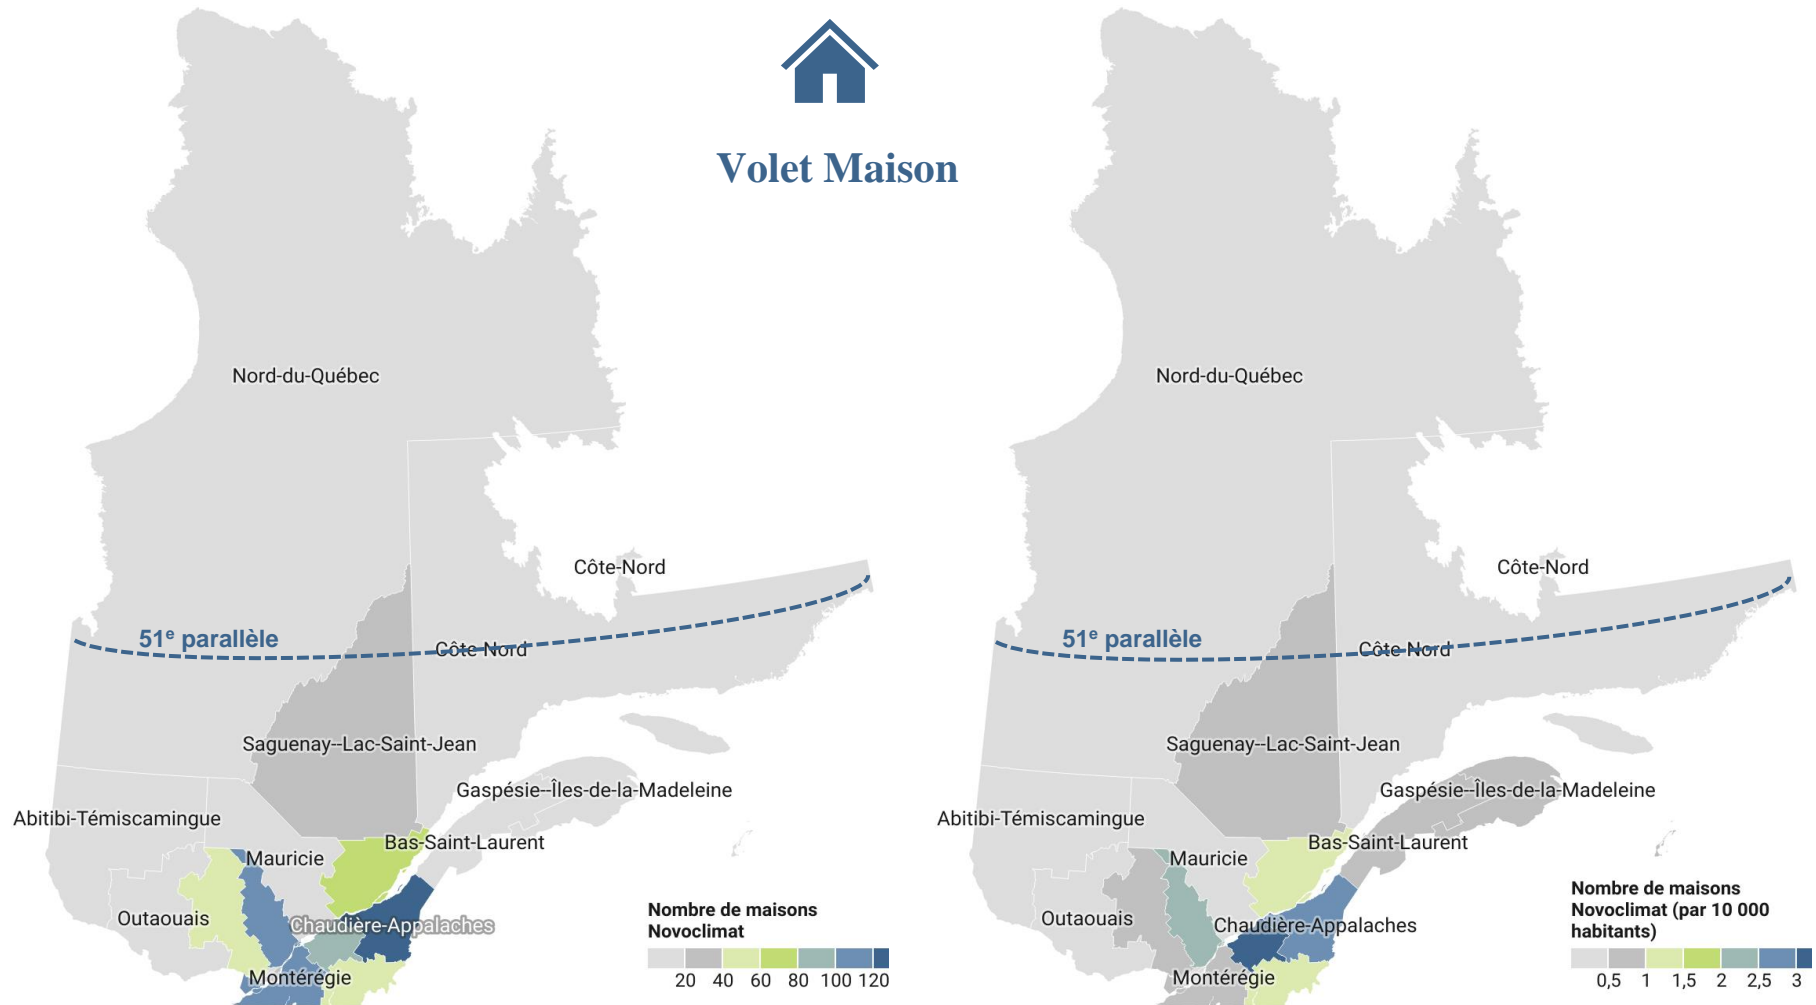 Volet Maison
Nord-du-Québec
Côte-Nord
51e parallèle
Côte-Nord
Saguenay--Lac-Saint-Jean
Gaspésie--Îles-de-la-Madeleine
Abitibi-Témiscamingue
Bas-Saint-Laurent
Mauricie
Outaouais
Chaudière-Appalaches
Montérégie
Nombre de maisons
Novoclimat
20 40 60 80 100 120
Nord-du-Québec
Côte-Nord
51e parallèle
Côte-Nord
Saguenay--Lac-Saint-Jean
Gaspésie--Îles-de-la-Madeleine
Abitibi-Témiscamingue
Bas-Saint-Laurent
Mauricie
Outaouais
Chaudière-Appalaches
Montérégie
Nombre de maisons
Novoclimat (par 10 000
habitants)
0,5 1 1,5 2 2,5 3